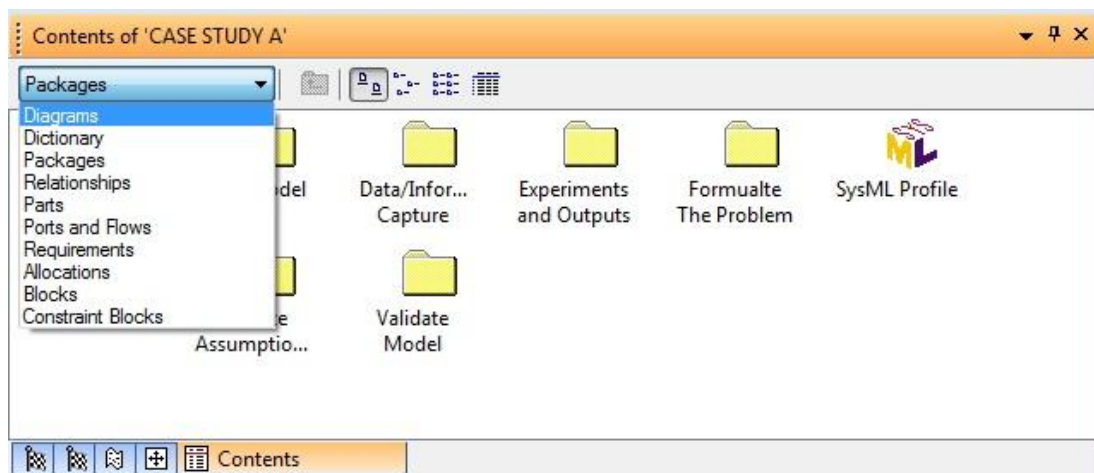 Contents of 'CASE STUDY A'
Packages
Diagrams
Dictionary
Packages
Relationships
Parts
Ports and Flows
Requirements
Allocations
Blocks
Constraint Blocks
Data/Infor...
Capture
Experiments
and Outputs
Formualte
The Problem
SysML Profile
Assumptio...
Validate
Model
Contents